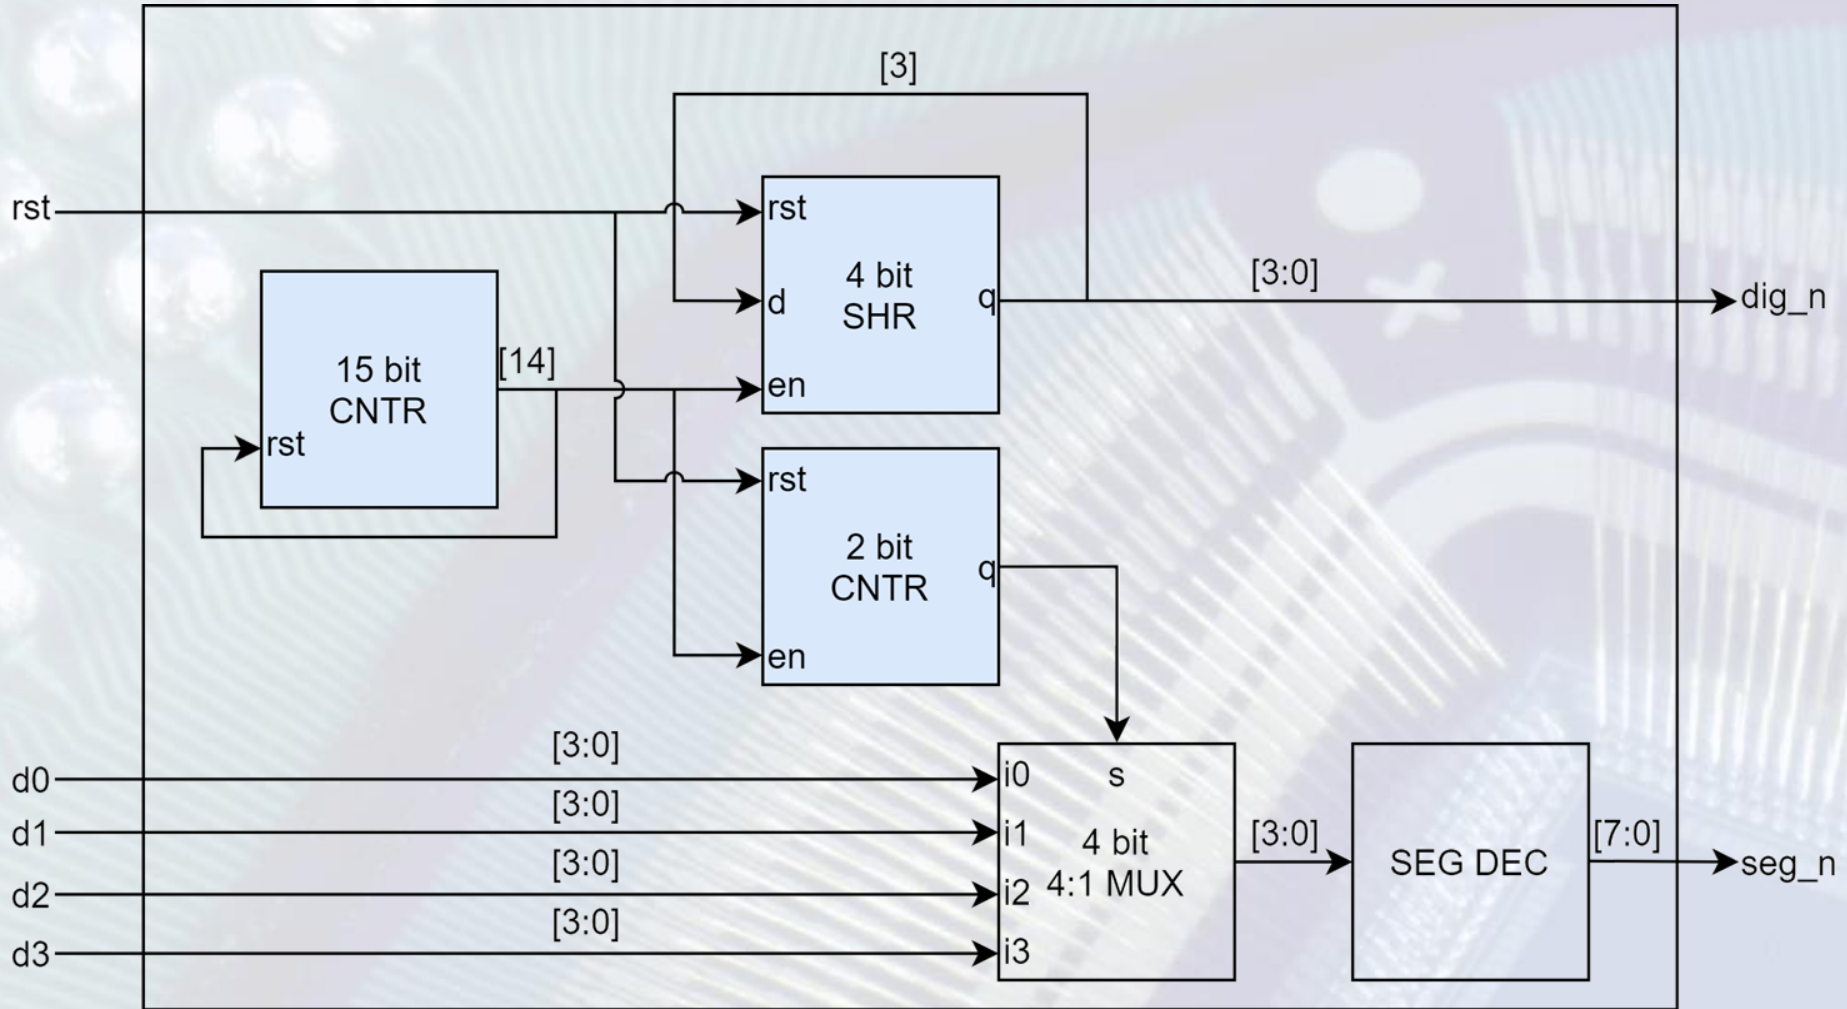 [3]
rst
rst
4 bit
SHR
d
q
en
[3:0]
dig_n
15 bit
CNTR
[14]
rst
rst
2 bit
CNTR
q
en
d0
[3:0]
i0
s
d1
[3:0]
i1
d2
[3:0]
i2
d3
[3:0]
i3
4 bit
4:1 MUX
[3:0]
SEG DEC
[7:0]
seg_n